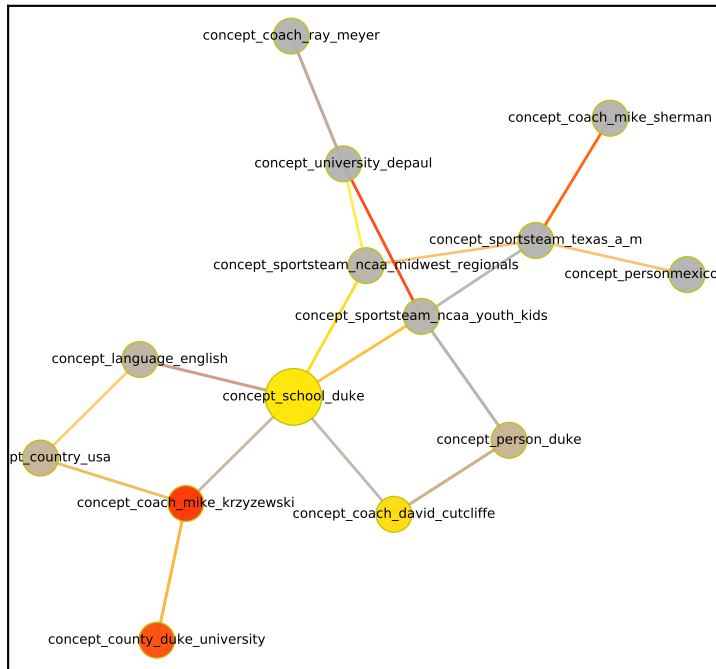 concept_coach_ray_meyer
concept_coach_mike_sherman
concept_university_depaul
concept_sportsteam_texas_a_m
concept_sportsteam_ncaa_midwest_regionals
concept_personmexico
concept_sportsteam_ncaa_youth_kids
concept_language_english
concept_school_duke
concept_person_duke
pt_country_usa
concept_coach_mike_krzyzewski
concept_coach_david_cutcliffe
concept_county_duke_university